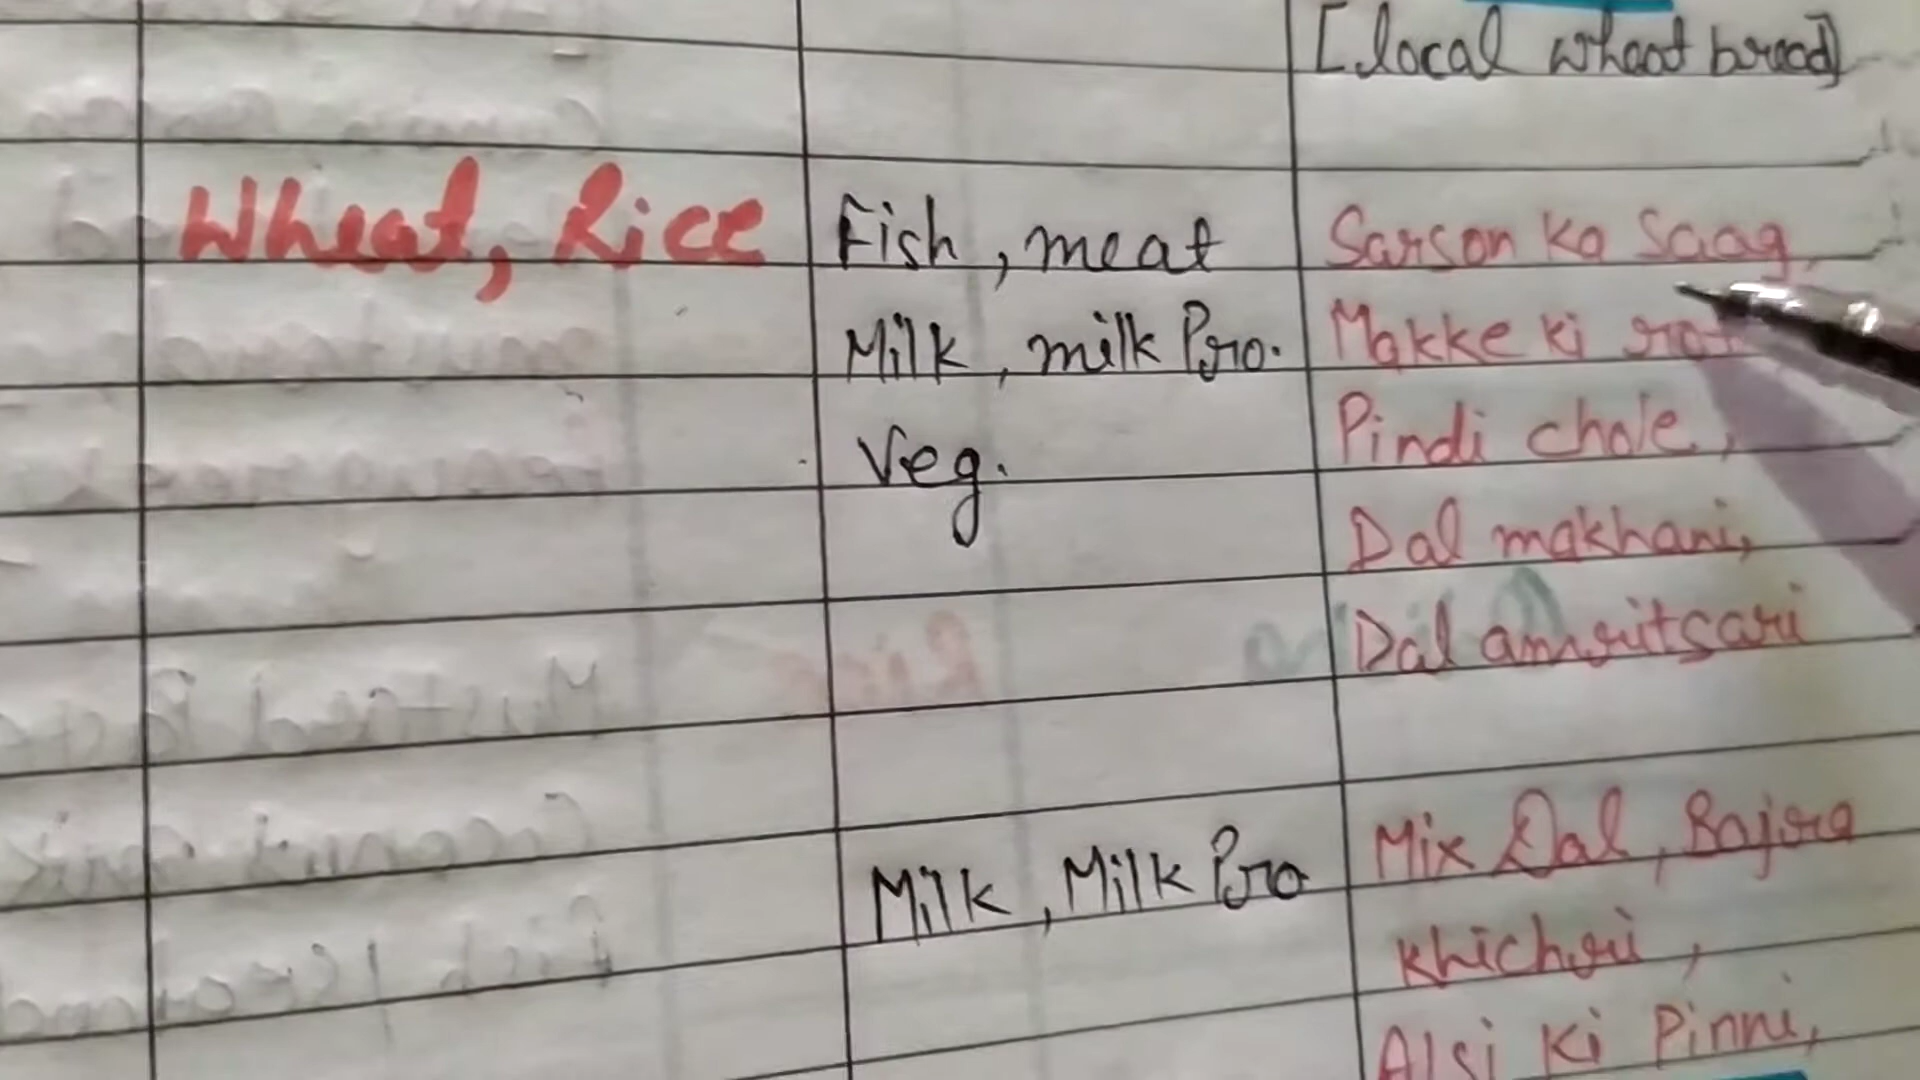 [local wheat bread]
Wheat, Rice
Fish, meat
Milk, milk Pro.
Veg.
Sarson ka Saag,
Makke ki
Pindi chole,
Dal makhani,
Dal amritsari
Milk, Milk Pro
Mix Dal, Bajra
khichri,
Alsi ki Pinni,